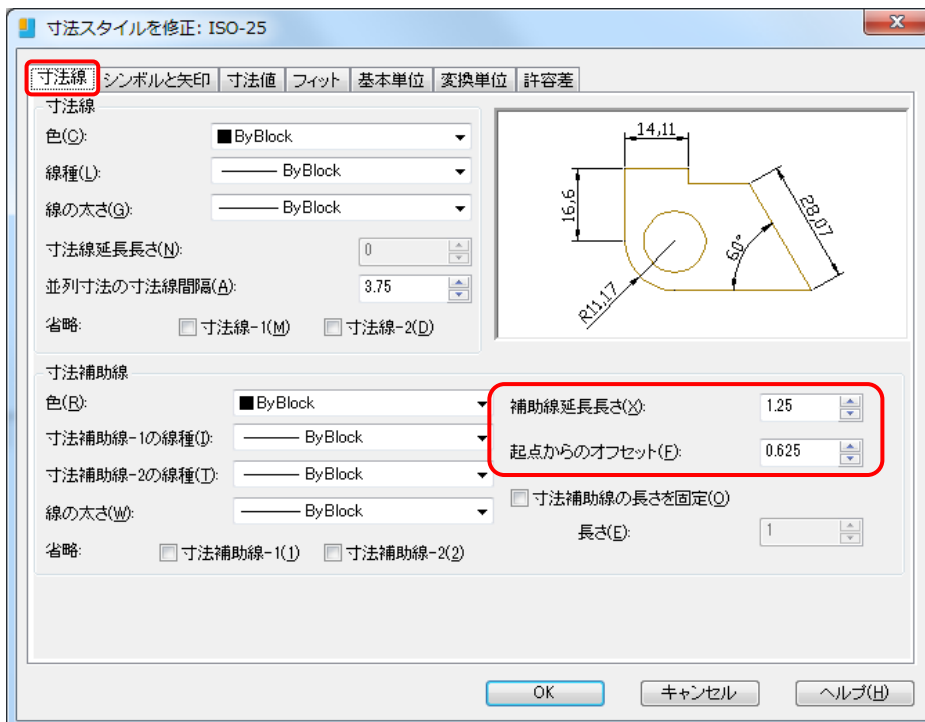 寸法スタイルを修正: ISO-25
寸法線 シンボルと矢印 寸法値 フィット 基本単位 変換単位 許容差
寸法線
色(C): ByBlock
線種(L): ByBlock
線の太さ(G): ByBlock
寸法線延長長さ(N): 0
並列寸法の寸法線間隔(A): 3.75
省略: 寸法線-1(M) 寸法線-2(D)
14,11
16,6
28,07
60°
R11,17
寸法補助線
色(R): ByBlock
寸法補助線-1の線種(I): ByBlock
寸法補助線-2の線種(T): ByBlock
線の太さ(W): ByBlock
省略: 寸法補助線-1(1) 寸法補助線-2(2)
補助線延長長さ(X): 1.25
起点からのオフセット(F): 0.625
寸法補助線の長さを固定(O)
長さ(E): 1
OK キャンセル ヘルプ(H)